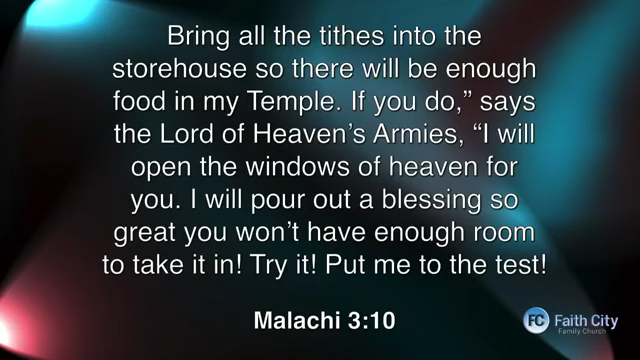 Bring all the tithes into the
storehouse so there will be enough
food in my Temple. If you do,” says
the Lord of Heaven’s Armies, “I will
open the windows of heaven for
you. I will pour out a blessing so
great you won’t have enough room
to take it in! Try it! Put me to the test!
Malachi 3:10
FC Faith City
Family Church